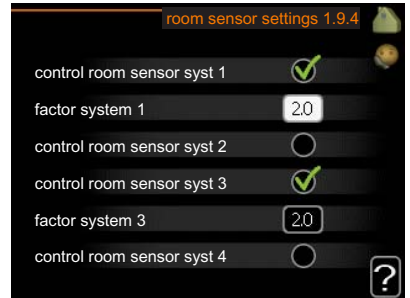 room sensor settings 1.9.4
control room sensor syst 1
factor system 1 2.0
control room sensor syst 2
control room sensor syst 3
factor system 3 2.0
control room sensor syst 4
?